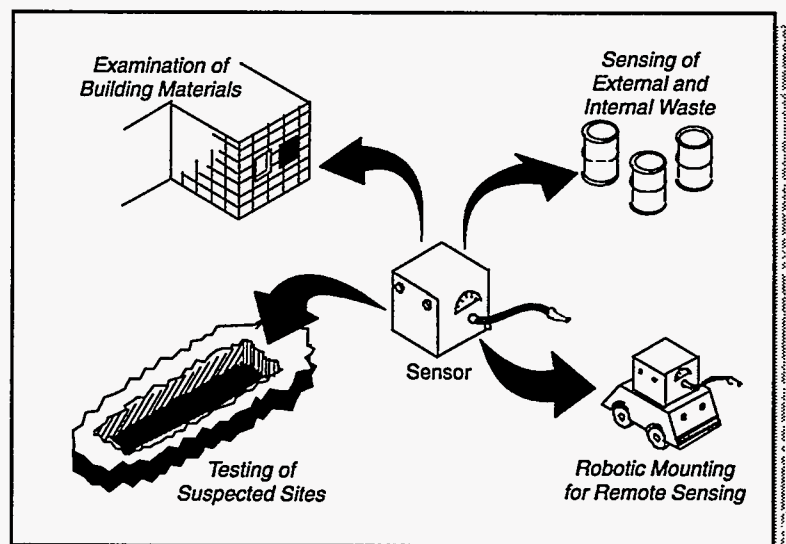 Examination of
Building Materials
Sensing of
External and
Internal Waste
Sensor
Testing of
Suspected Sites
Robotic Mounting
for Remote Sensing